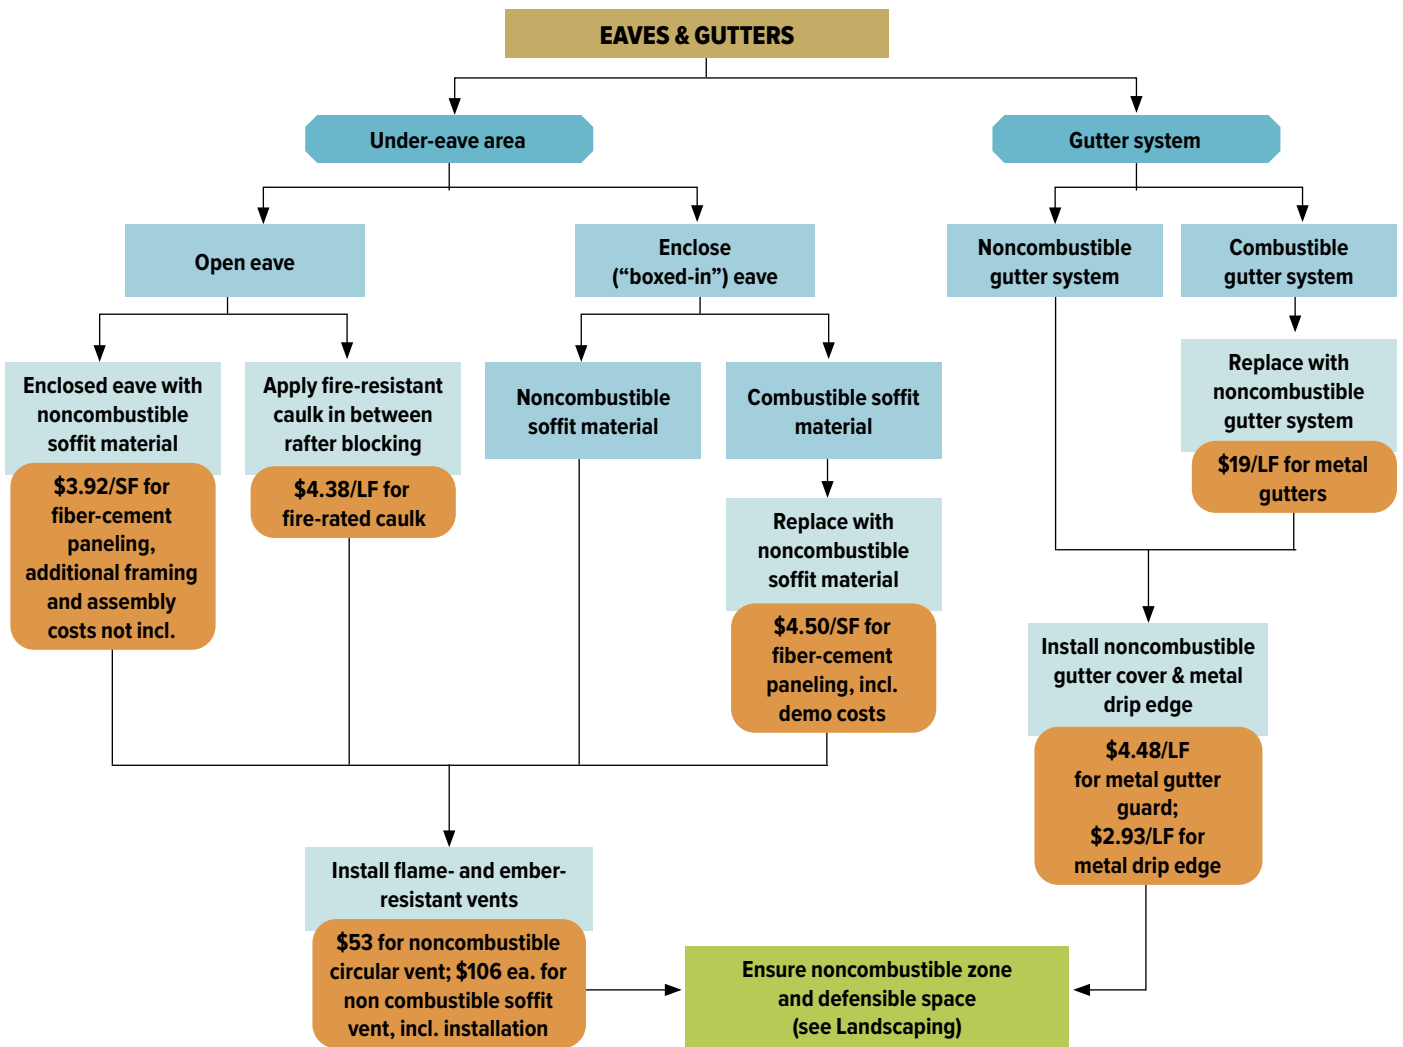 EAVES & GUTTERS
Under-eave area
Gutter system
Open eave
Enclose
(“boxed-in”) eave
Noncombustible
gutter system
Combustible
gutter system
Enclosed eave with
noncombustible
soffit material
$3.92/SF for
fiber-cement
paneling,
additional framing
and assembly
costs not incl.
Apply fire-resistant
caulk in between
rafter blocking
$4.38/LF for
fire-rated caulk
Noncombustible
soffit material
Combustible soffit
material
Replace with
noncombustible
soffit material
$4.50/SF for
fiber-cement
paneling, incl.
demo costs
Replace with
noncombustible
gutter system
$19/LF for metal
gutters
Install noncombustible
gutter cover & metal
drip edge
$4.48/LF
for metal gutter
guard;
$2.93/LF for
metal drip edge
Install flame- and ember-
resistant vents
$53 for noncombustible
circular vent; $106 ea. for
non combustible soffit
vent, incl. installation
Ensure noncombustible zone
and defensible space
(see Landscaping)